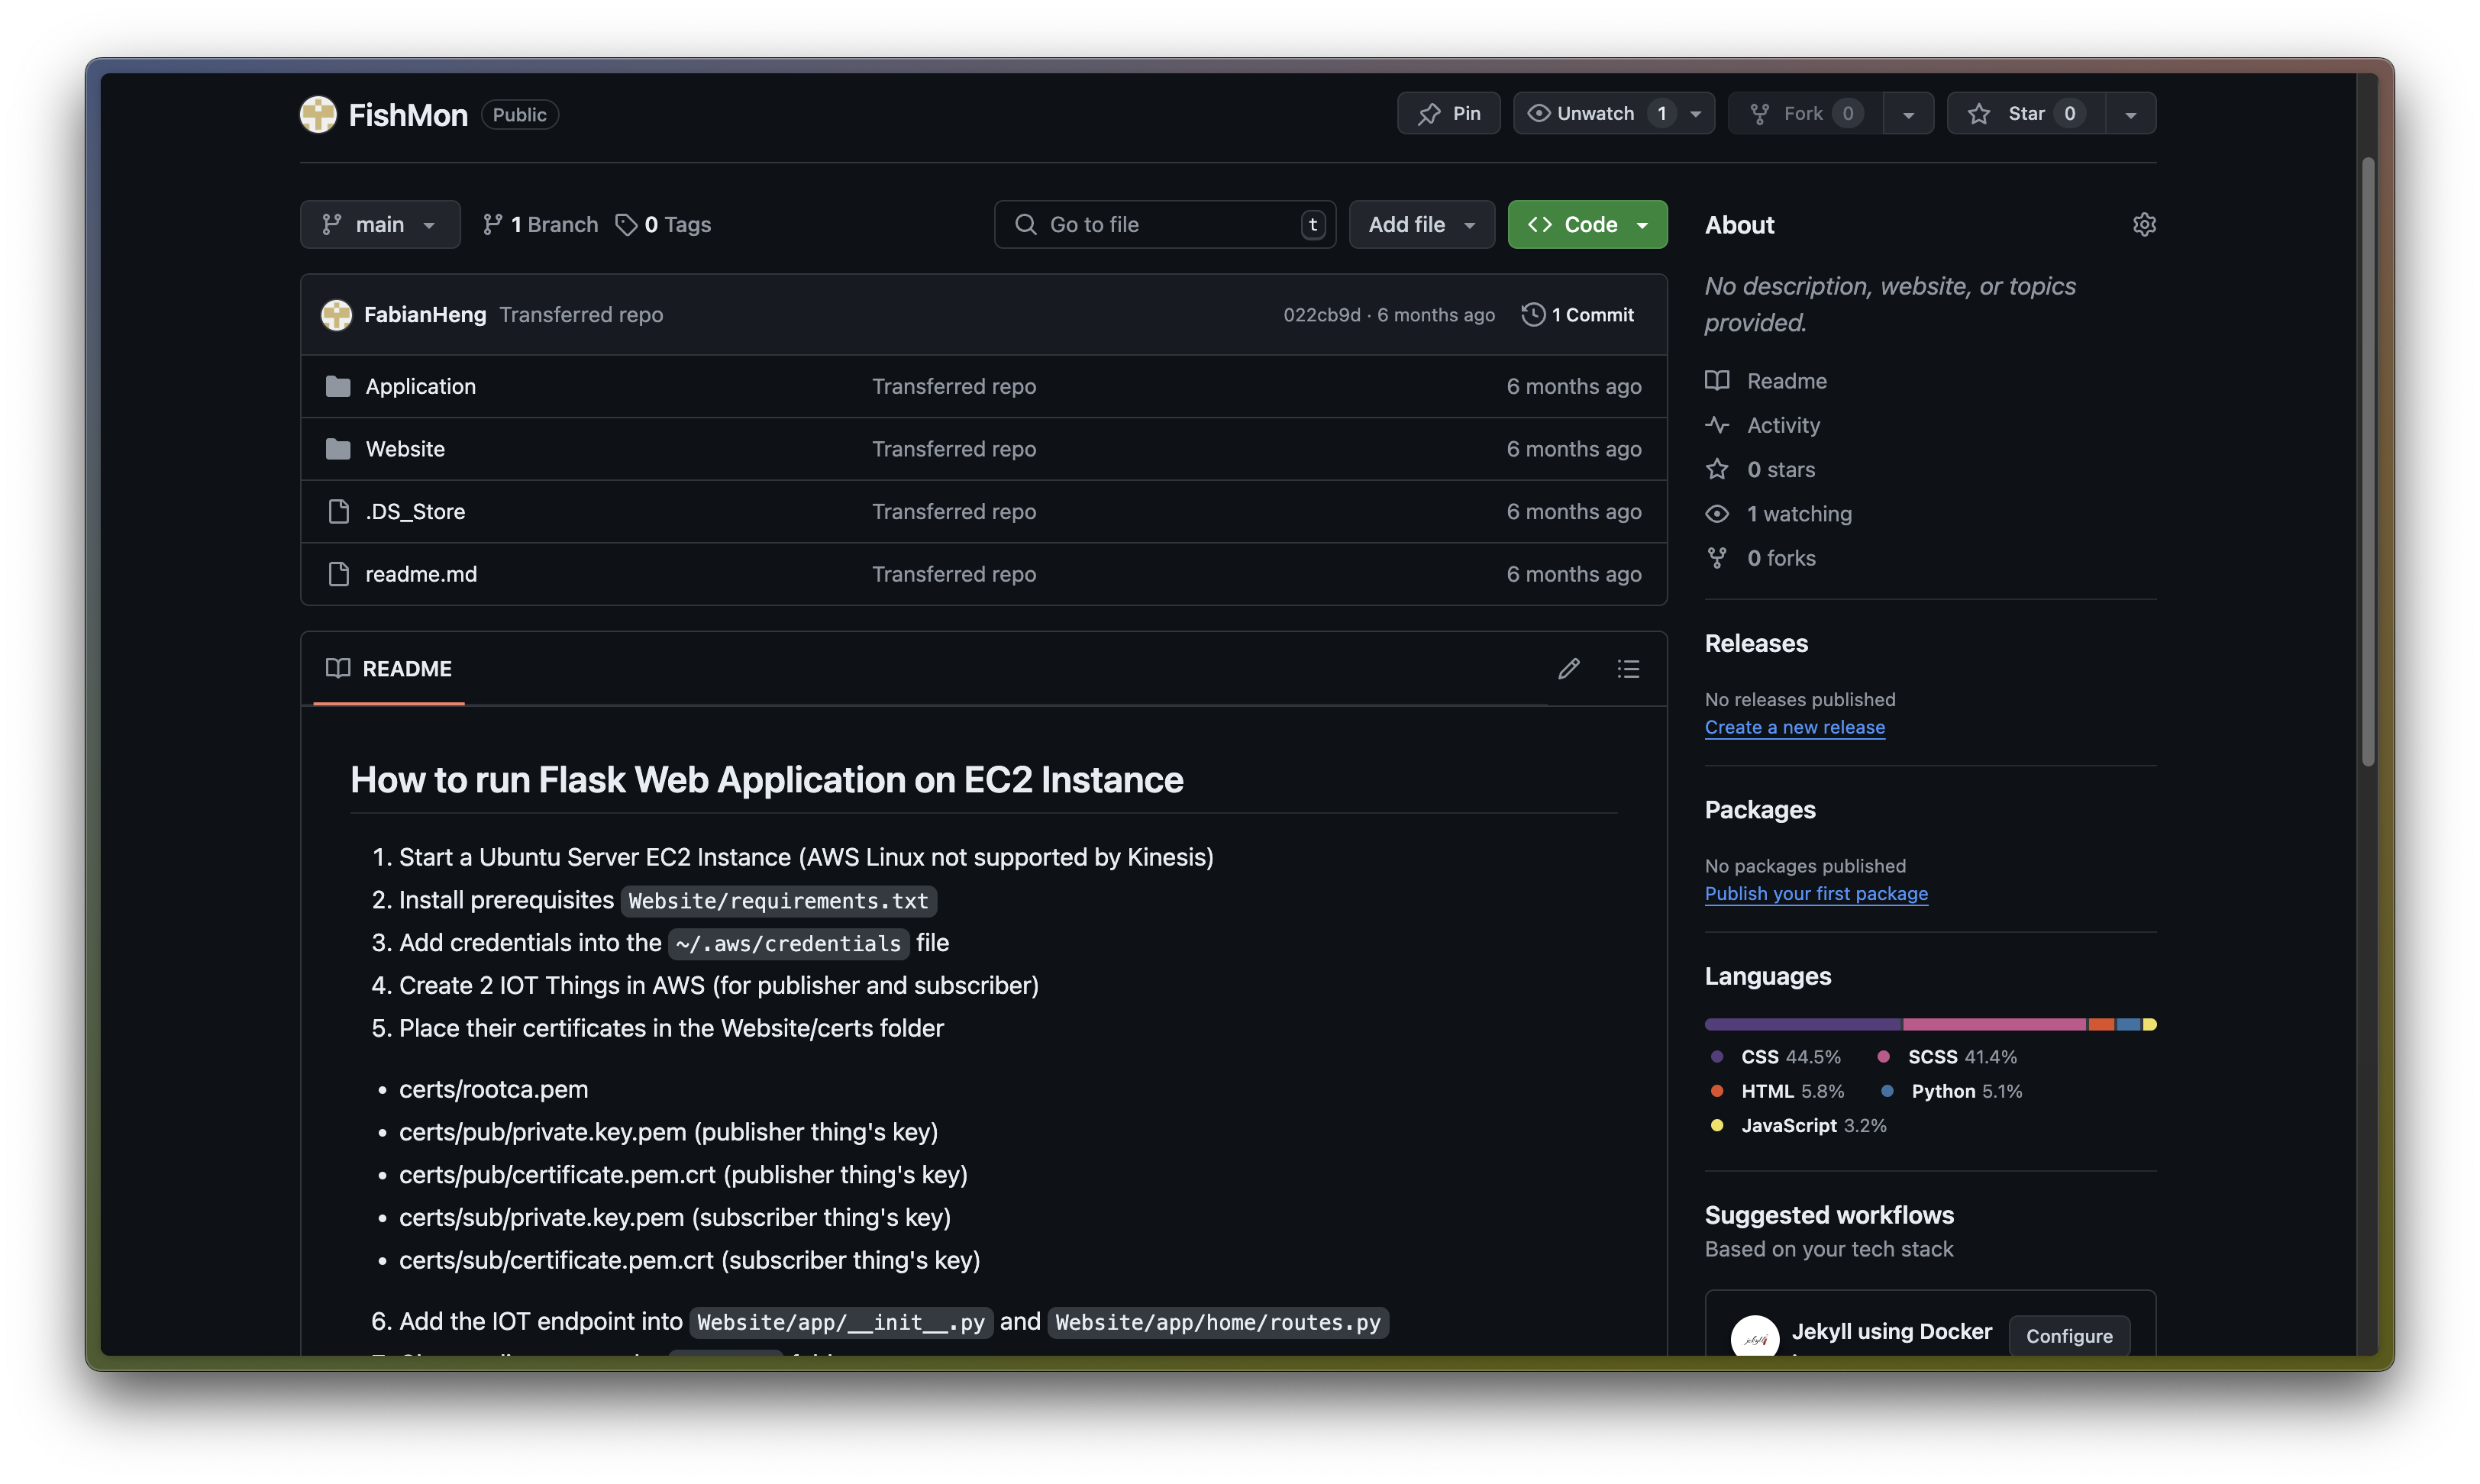 FishMon Public
Pin
Unwatch 1
Fork 0
Star 0
main
1 Branch
0 Tags
Go to file t
Add file
Code
FabianHeng Transferred repo 022cb9d · 6 months ago 1 Commit
Application Transferred repo 6 months ago
Website Transferred repo 6 months ago
.DS_Store Transferred repo 6 months ago
readme.md Transferred repo 6 months ago
README
How to run Flask Web Application on EC2 Instance
1. Start a Ubuntu Server EC2 Instance (AWS Linux not supported by Kinesis)
2. Install prerequisites Website/requirements.txt
3. Add credentials into the ~/.aws/credentials file
4. Create 2 IOT Things in AWS (for publisher and subscriber)
5. Place their certificates in the Website/certs folder
• certs/rootca.pem
• certs/pub/private.key.pem (publisher thing's key)
• certs/pub/certificate.pem.crt (publisher thing's key)
• certs/sub/private.key.pem (subscriber thing's key)
• certs/sub/certificate.pem.crt (subscriber thing's key)
6. Add the IOT endpoint into Website/app/__init__.py and Website/app/home/routes.py
About
No description, website, or topics
provided.
Readme
Activity
0 stars
1 watching
0 forks
Releases
No releases published
Create a new release
Packages
No packages published
Publish your first package
Languages
CSS 44.5% SCSS 41.4%
HTML 5.8% Python 5.1%
JavaScript 3.2%
Suggested workflows
Based on your tech stack
Jekyll using Docker
Configure